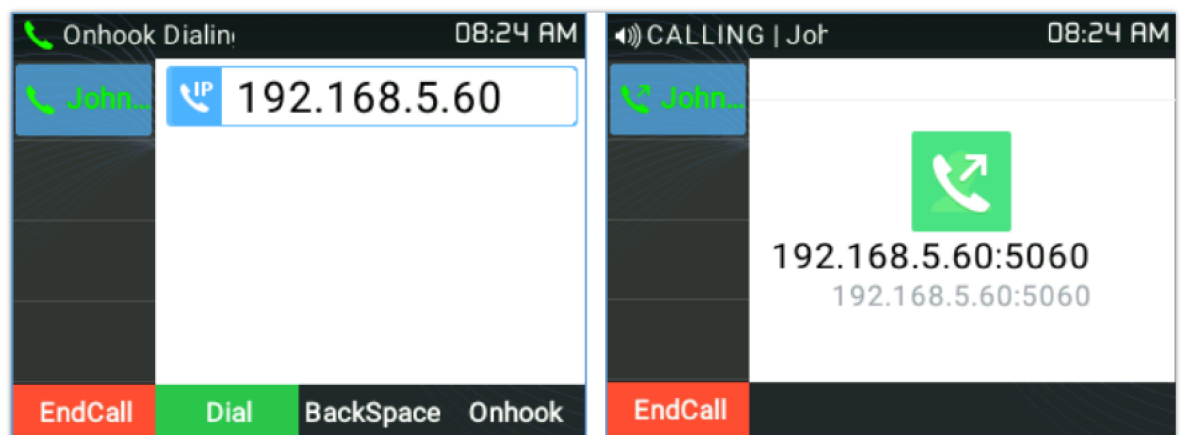 Onhook Dialin
08:24 AM
John...
IP
192.168.5.60
EndCall
Dial
BackSpace
Onhook
CALLING | Joh
08:24 AM
John...
192.168.5.60:5060
192.168.5.60:5060
EndCall